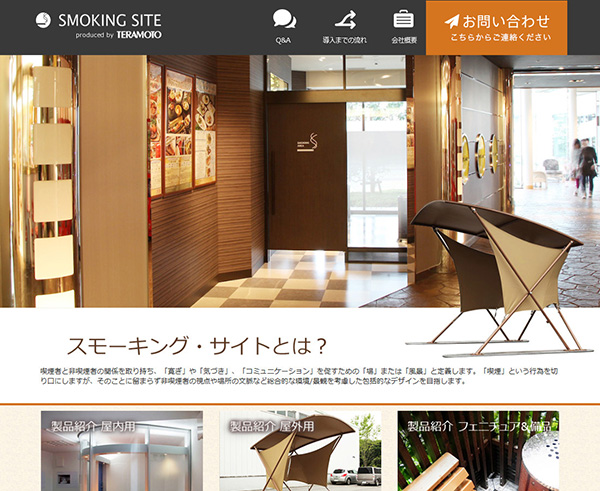 SMOKING SITE
produced by TERAMOTO
Q&A
導入までの流れ
会社概要
お問い合わせ
こちらからご連絡ください
スモーキング・サイトとは?
喫煙者と非喫煙者の関係を取り持ち、「寛ぎ」や「気づき」、「コミュニケーション」を促すための「場」または「風景」と定義します。「喫煙」という行為を切
り口にしますが、そのことに留まらず非喫煙者の視点や場所の文脈など総合的な環境/景観を考慮した包括的なデザインを目指します。
製品紹介 屋内用
製品紹介 屋外用
製品紹介 ファニチュア&備品